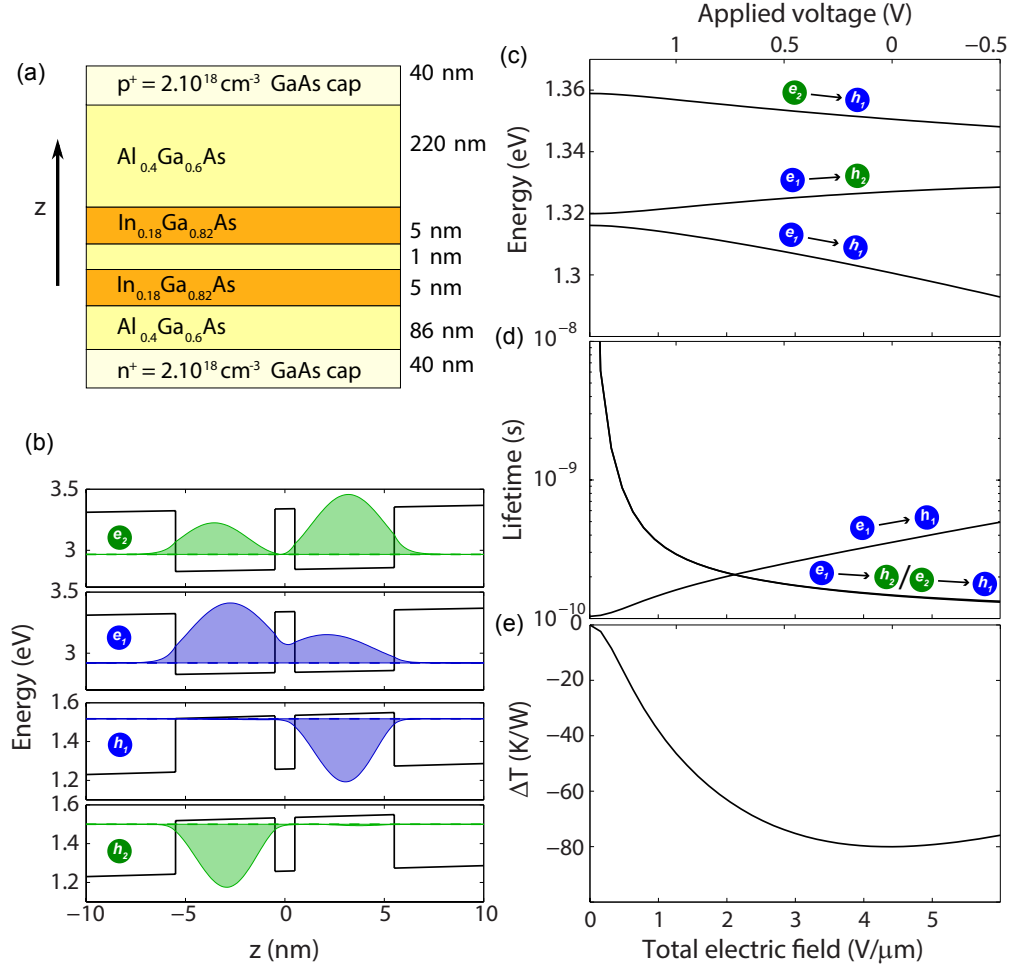 (a)
p⁺ = 2.10¹⁸ cm⁻³ GaAs cap
40 nm
Al₀.₄Ga₀.₆As
220 nm
z
In₀.₁₈Ga₀.₈₂As
5 nm
1 nm
In₀.₁₈Ga₀.₈₂As
5 nm
Al₀.₄Ga₀.₆As
86 nm
n⁺ = 2.10¹⁸ cm⁻³ GaAs cap
40 nm
(b)
Energy (eV)
3.5
3
e₂
3.5
3
e₁
1.6
1.4
1.2
h₁
1.6
1.4
1.2
h₂
−10
−5
0
5
10
z (nm)
Applied voltage (V)
1
0.5
0
−0.5
(c)
Energy (eV)
1.36
1.34
1.32
1.3
e₂ → h₁
e₁ → h₂
e₁ → h₁
(d)
Lifetime (s)
10⁻⁸
10⁻⁹
10⁻¹⁰
e₁ → h₁
e₁ → h₂/e₂ → h₁
(e)
ΔT (K/W)
0
−20
−40
−60
−80
0
1
2
3
4
5
Total electric field (V/μm)